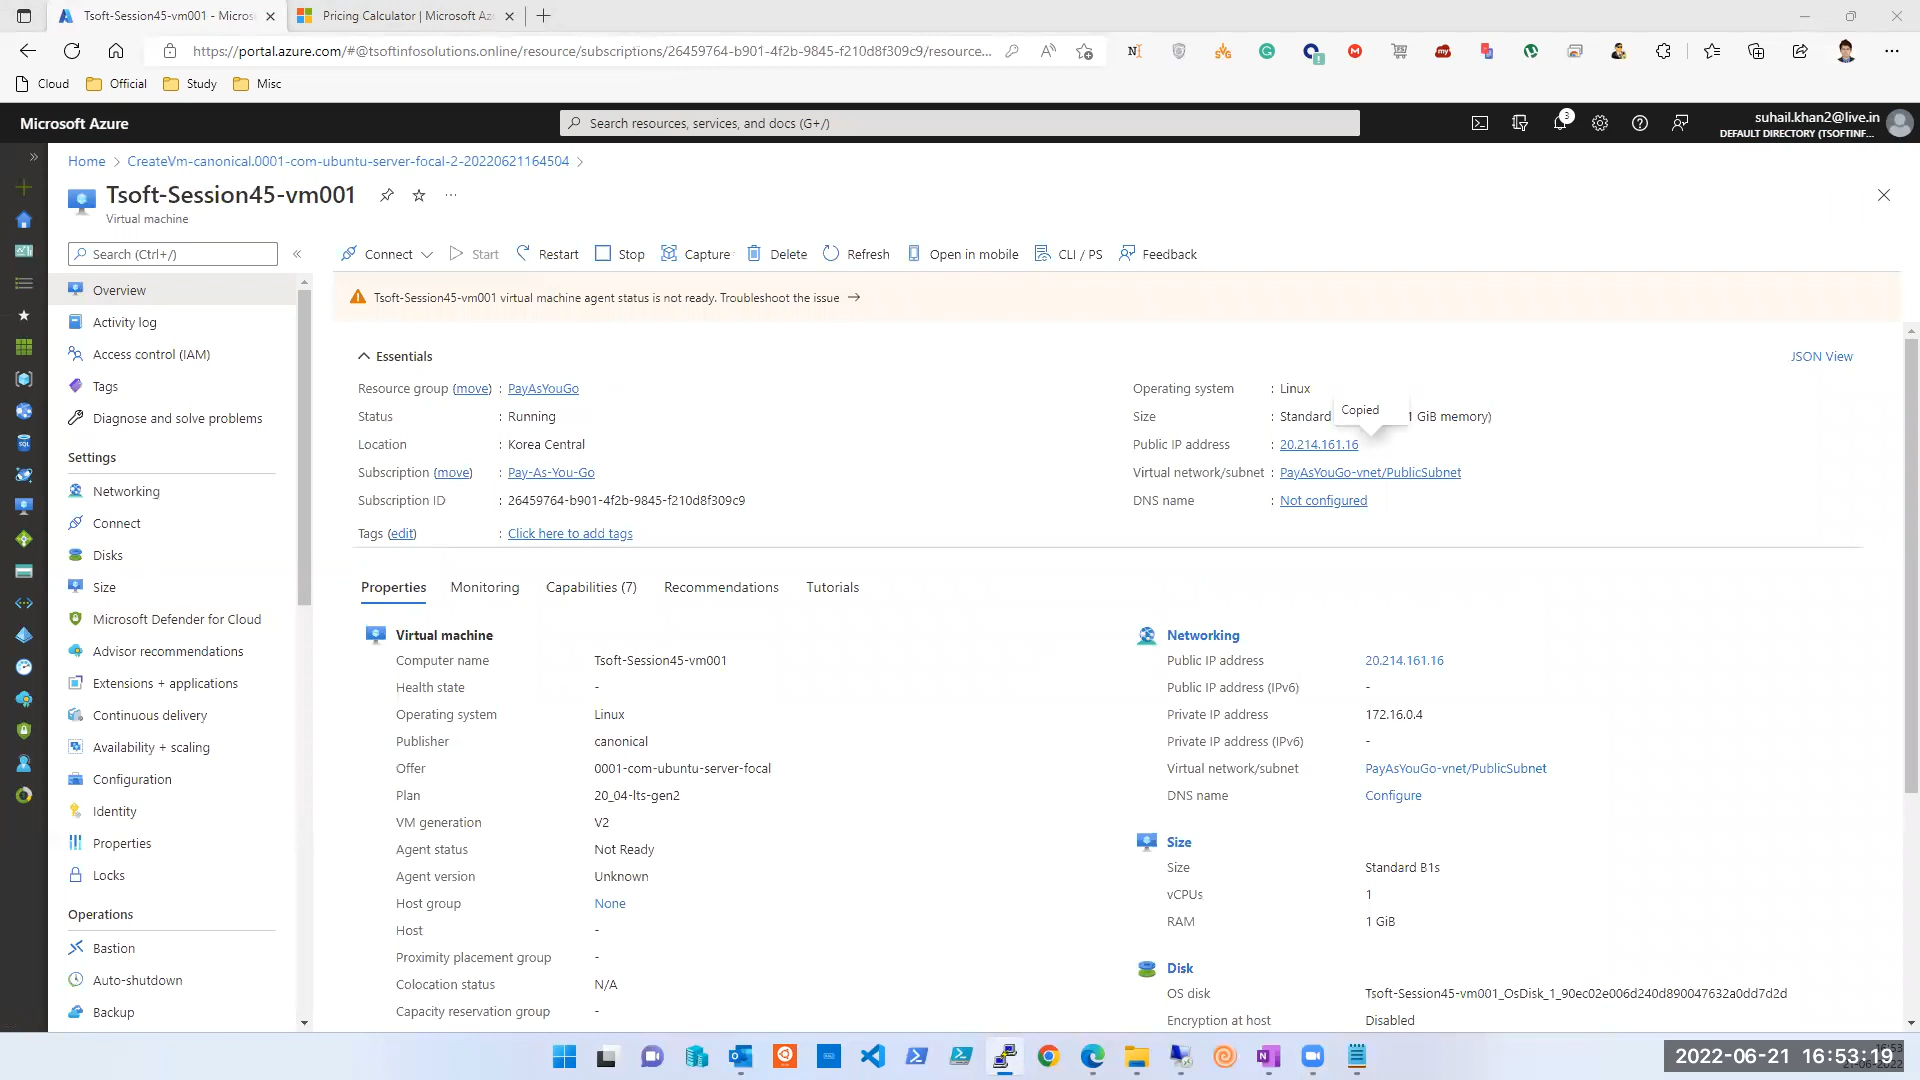 Tsoft-Session45-vm001 - Micros
Pricing Calculator | Microsoft Az
https://portal.azure.com/#@tsoftinfosolutions.online/resource/subscriptions/26459764-b901-4f2b-9845-f210d8f309c9/resource...
Cloud
Official
Study
Misc
Microsoft Azure
Search resources, services, and docs (G+/)
3
suhail.khan2@live.in
DEFAULT DIRECTORY (TSOFTINF...
Home > CreateVm-canonical.0001-com-ubuntu-server-focal-2-20220621164504 >
Tsoft-Session45-vm001
Virtual machine
Search (Ctrl+/)
Connect
Start
Restart
Stop
Capture
Delete
Refresh
Open in mobile
CLI / PS
Feedback
Overview
Activity log
Access control (IAM)
Tags
Diagnose and solve problems
Settings
Networking
Connect
Disks
Size
Microsoft Defender for Cloud
Advisor recommendations
Extensions + applications
Continuous delivery
Availability + scaling
Configuration
Identity
Properties
Locks
Operations
Bastion
Auto-shutdown
Backup
Tsoft-Session45-vm001 virtual machine agent status is not ready. Troubleshoot the issue →
Essentials
JSON View
Resource group (move) : PayAsYouGo
Status : Running
Location : Korea Central
Subscription (move) : Pay-As-You-Go
Subscription ID : 26459764-b901-4f2b-9845-f210d8f309c9
Tags (edit) : Click here to add tags
Operating system : Linux
Copied
Size : Standard 1 GiB memory)
Public IP address : 20.214.161.16
Virtual network/subnet : PayAsYouGo-vnet/PublicSubnet
DNS name : Not configured
Properties
Monitoring
Capabilities (7)
Recommendations
Tutorials
Virtual machine
Computer name Tsoft-Session45-vm001
Health state -
Operating system Linux
Publisher canonical
Offer 0001-com-ubuntu-server-focal
Plan 20_04-lts-gen2
VM generation V2
Agent status Not Ready
Agent version Unknown
Host group None
Host -
Proximity placement group -
Colocation status N/A
Capacity reservation group -
Networking
Public IP address 20.214.161.16
Public IP address (IPv6) -
Private IP address 172.16.0.4
Private IP address (IPv6) -
Virtual network/subnet PayAsYouGo-vnet/PublicSubnet
DNS name Configure
Size
Size Standard B1s
vCPUs 1
RAM 1 GiB
Disk
OS disk Tsoft-Session45-vm001_OsDisk_1_90ec02e006d240d890047632a0dd7d2d
Encryption at host Disabled
2022-06-21 16:53:19